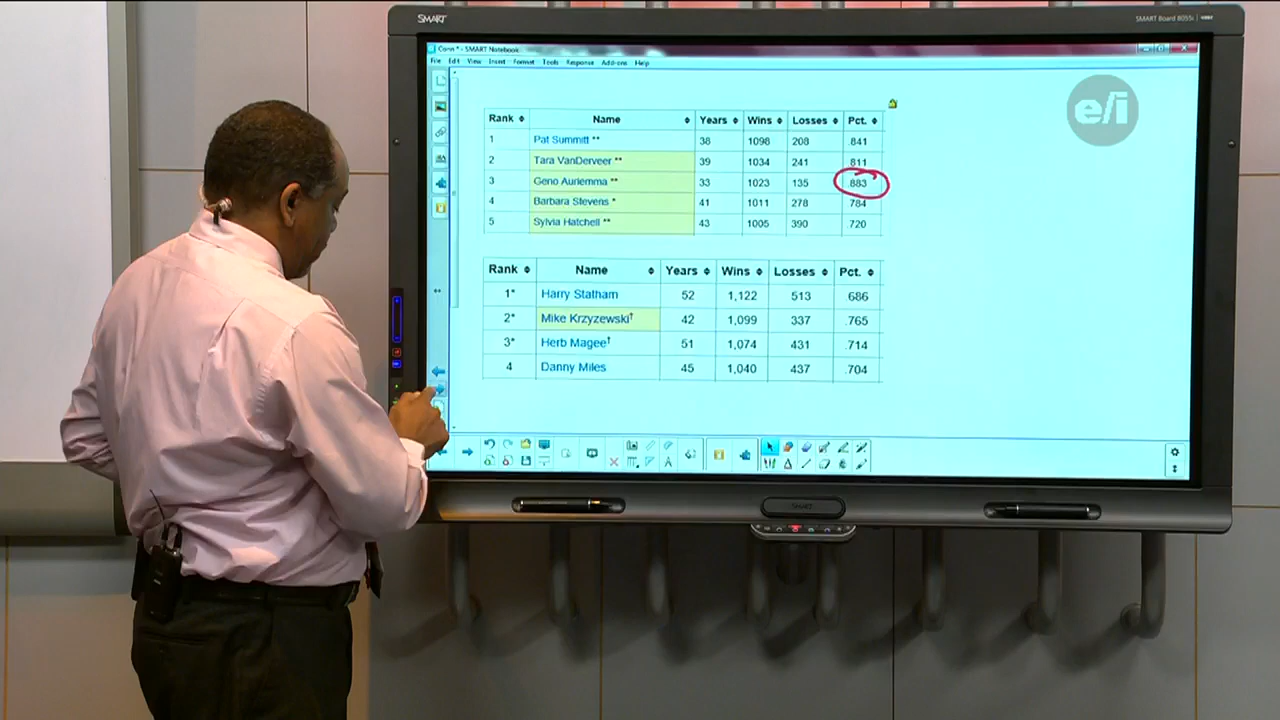 SMART
SMART Board 8055i
Conn * - SMART Notebook
File Edit View Insert Format Tools Response Add-ons Help
e/i
Rank Name Years Wins Losses Pct.
1 Pat Summitt ** 38 1098 208 .841
2 Tara VanDerveer ** 39 1034 241 .811
3 Geno Auriemma ** 33 1023 135 .883
4 Barbara Stevens * 41 1011 278 .784
5 Sylvia Hatchell ** 43 1005 390 .720
Rank Name Years Wins Losses Pct.
1* Harry Statham 52 1,122 513 .686
2* Mike Krzyzewski† 42 1,099 337 .765
3* Herb Magee† 51 1,074 431 .714
4 Danny Miles 45 1,040 437 .704